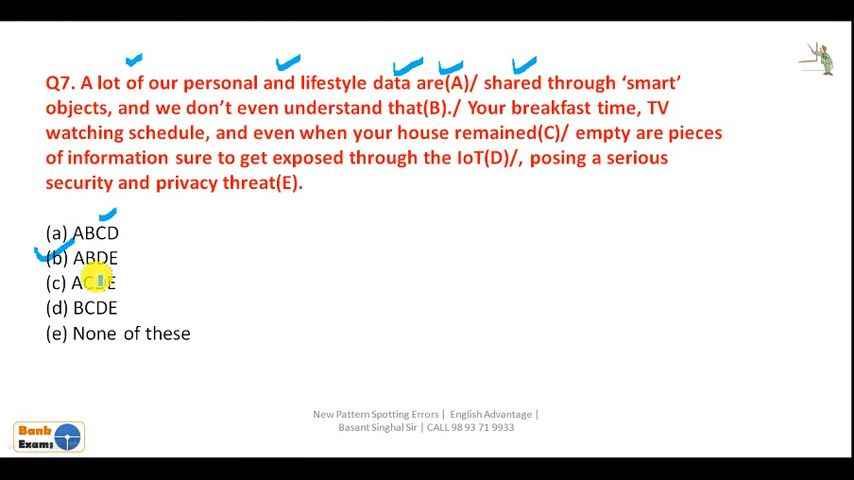 Q7. A lot of our personal and lifestyle data are(A)/ shared through ‘smart’
objects, and we don’t even understand that(B)./ Your breakfast time, TV
watching schedule, and even when your house remained(C)/ empty are pieces
of information sure to get exposed through the IoT(D)/, posing a serious
security and privacy threat(E).
(a) ABCD
(b) ABDE
(c) ACDE
(d) BCDE
(e) None of these
New Pattern Spotting Errors | English Advantage |
Basant Singhal Sir | CALL 98 93 71 9933
Bank
Exams